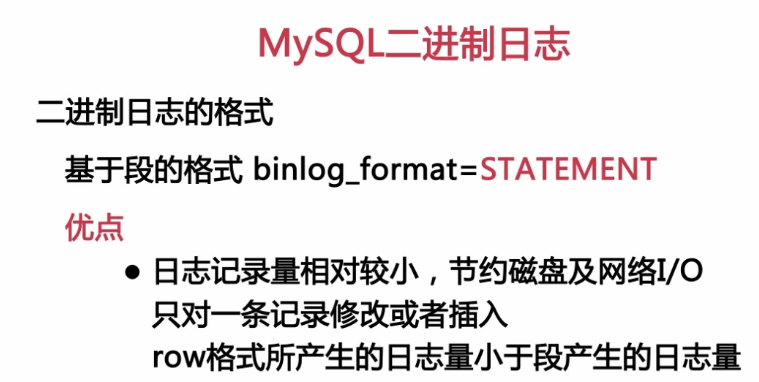 MySQL二进制日志
二进制日志的格式
基于段的格式 binlog_format=STATEMENT
优点
● 日志记录量相对较小，节约磁盘及网络I/O
只对一条记录修改或者插入
row格式所产生的日志量小于段产生的日志量